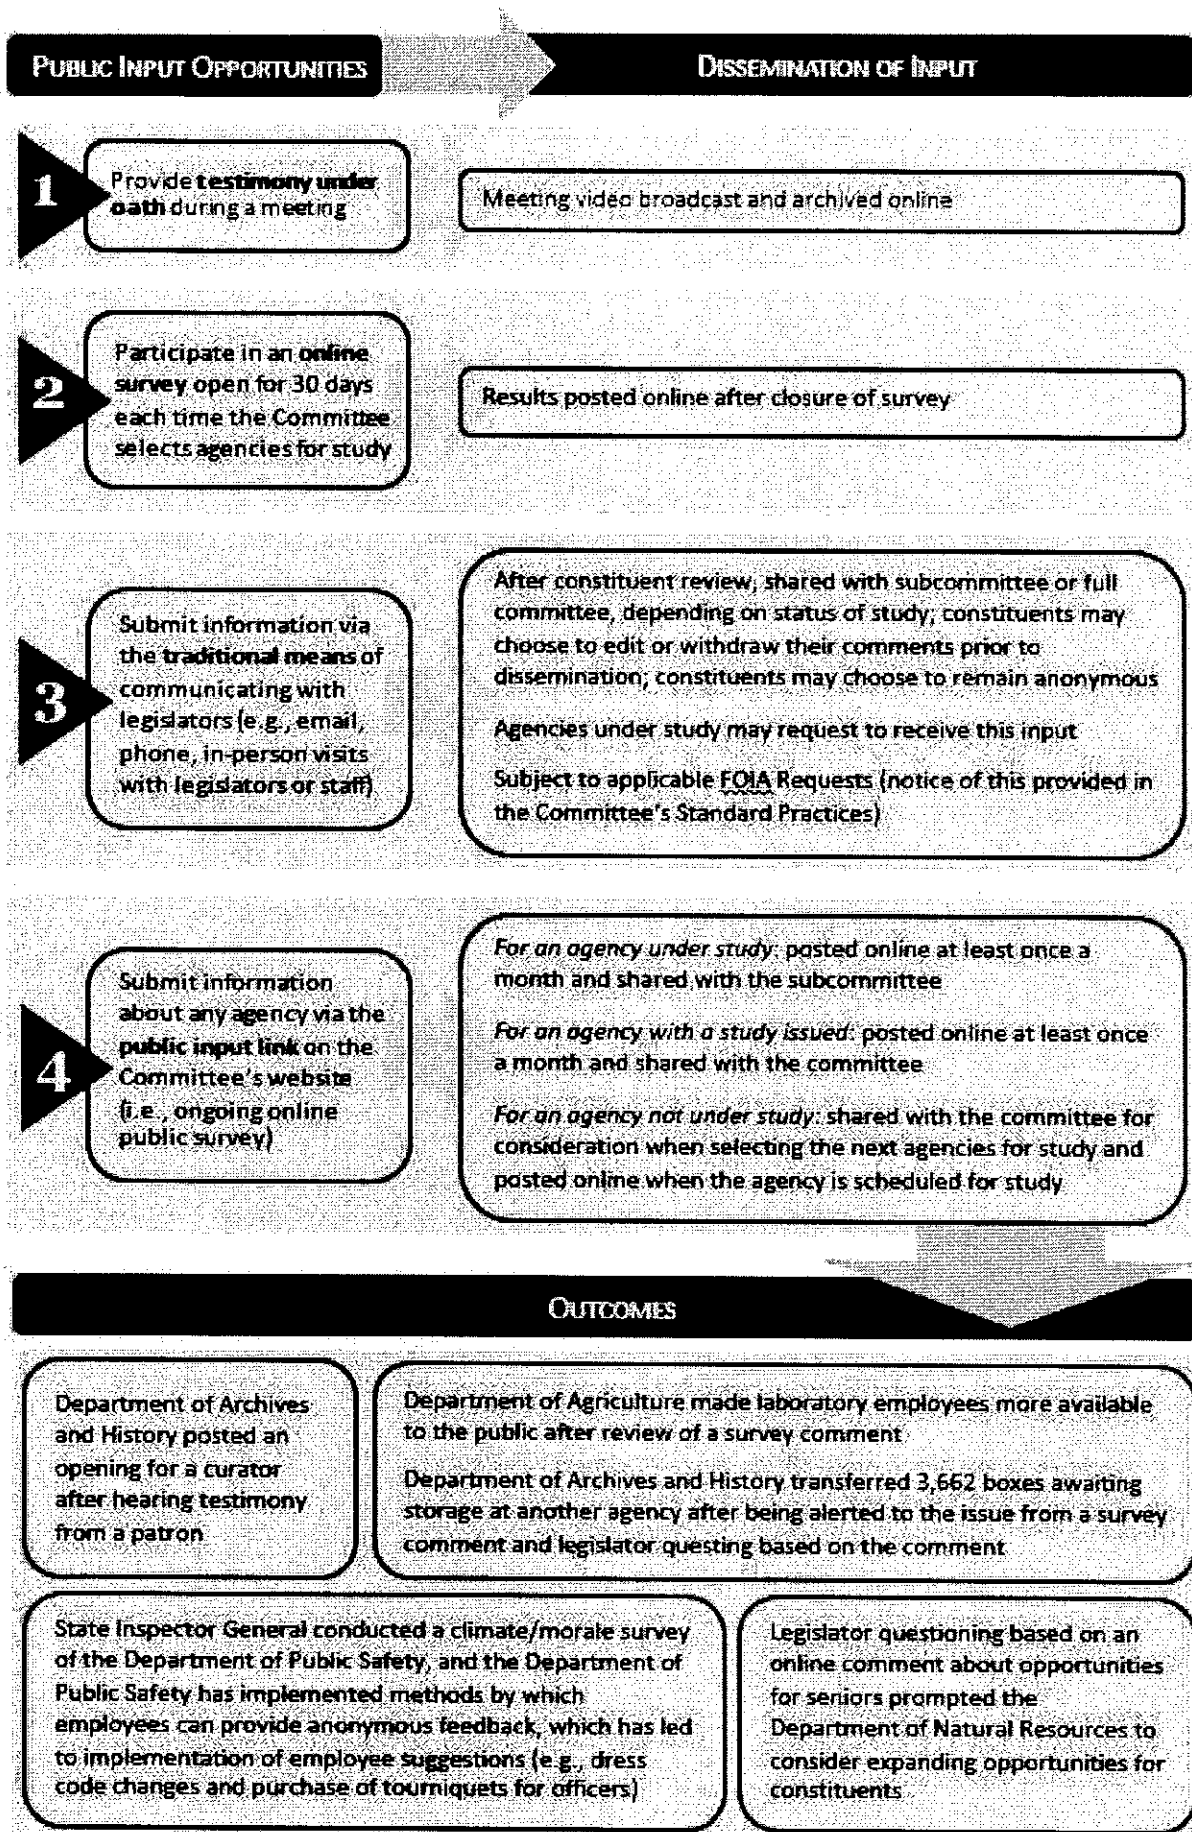 PUBLIC INPUT OPPORTUNITIES
DISSEMINATION OF INPUT
1
Provide testimony under
oath during a meeting
Meeting video broadcast and archived online
2
Participate in an online
survey open for 30 days
each time the Committee
selects agencies for study
Results posted online after closure of survey
3
Submit information via
the traditional means of
communicating with
legislators (e.g., email,
phone, in-person visits
with legislators or staff)
After constituent review, shared with subcommittee or full
committee, depending on status of study; constituents may
choose to edit or withdraw their comments prior to
dissemination; constituents may choose to remain anonymous
Agencies under study may request to receive this input
Subject to applicable FOIA Requests (notice of this provided in
the Committee's Standard Practices)
4
Submit information
about any agency via the
public input link on the
Committee's website
(i.e., ongoing online
public survey)
For an agency under study: posted online at least once a
month and shared with the subcommittee
For an agency with a study issued: posted online at least once
a month and shared with the committee
For an agency not under study: shared with the committee for
consideration when selecting the next agencies for study and
posted online when the agency is scheduled for study
OUTCOMES
Department of Archives
and History posted an
opening for a curator
after hearing testimony
from a patron
Department of Agriculture made laboratory employees more available
to the public after review of a survey comment
Department of Archives and History transferred 3,662 boxes awaiting
storage at another agency after being alerted to the issue from a survey
comment and legislator questing based on the comment
State Inspector General conducted a climate/morale survey
of the Department of Public Safety, and the Department of
Public Safety has implemented methods by which
employees can provide anonymous feedback, which has led
to implementation of employee suggestions (e.g., dress
code changes and purchase of tourniquets for officers)
Legislator questioning based on an
online comment about opportunities
for seniors prompted the
Department of Natural Resources to
consider expanding opportunities for
constituents